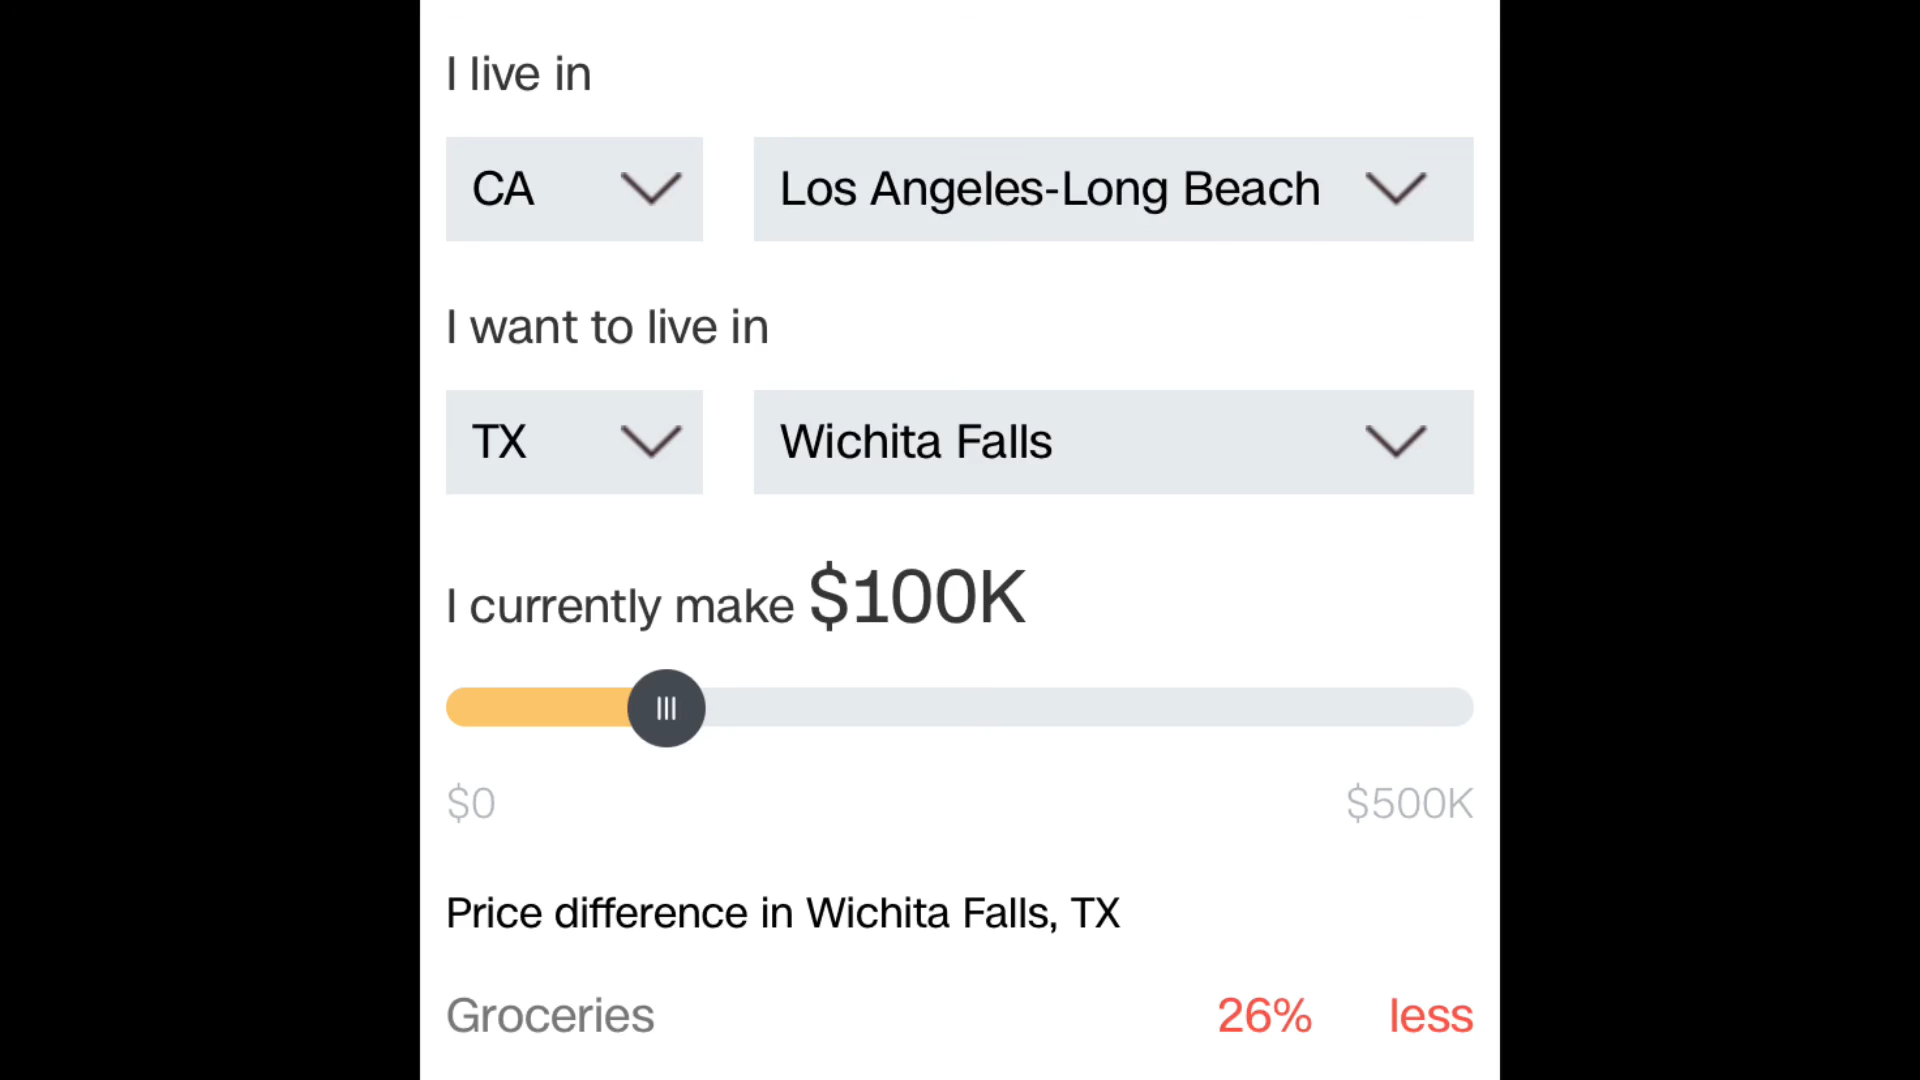 I live in
CA Los Angeles-Long Beach
I want to live in
TX Wichita Falls
I currently make $100K
$0 $500K
Price difference in Wichita Falls, TX
Groceries 26% less